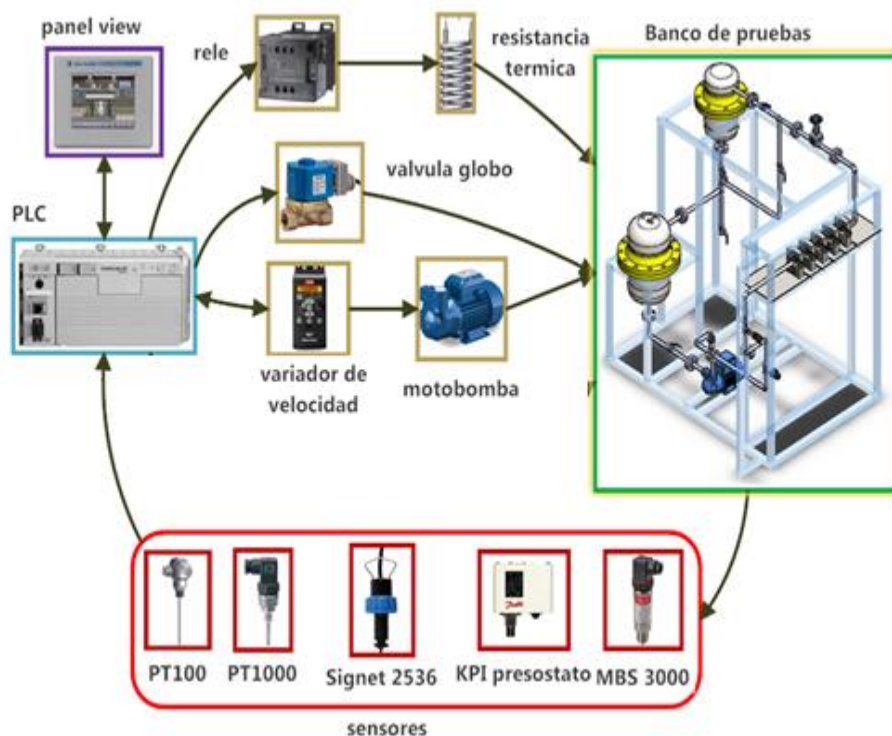 panel view
rele
resistancia
termica
Banco de pruebas
valvula globo
PLC
variador de
velocidad
motobomba
PT100
PT1000
Signet 2536
KPI presostato
MBS 3000
sensores